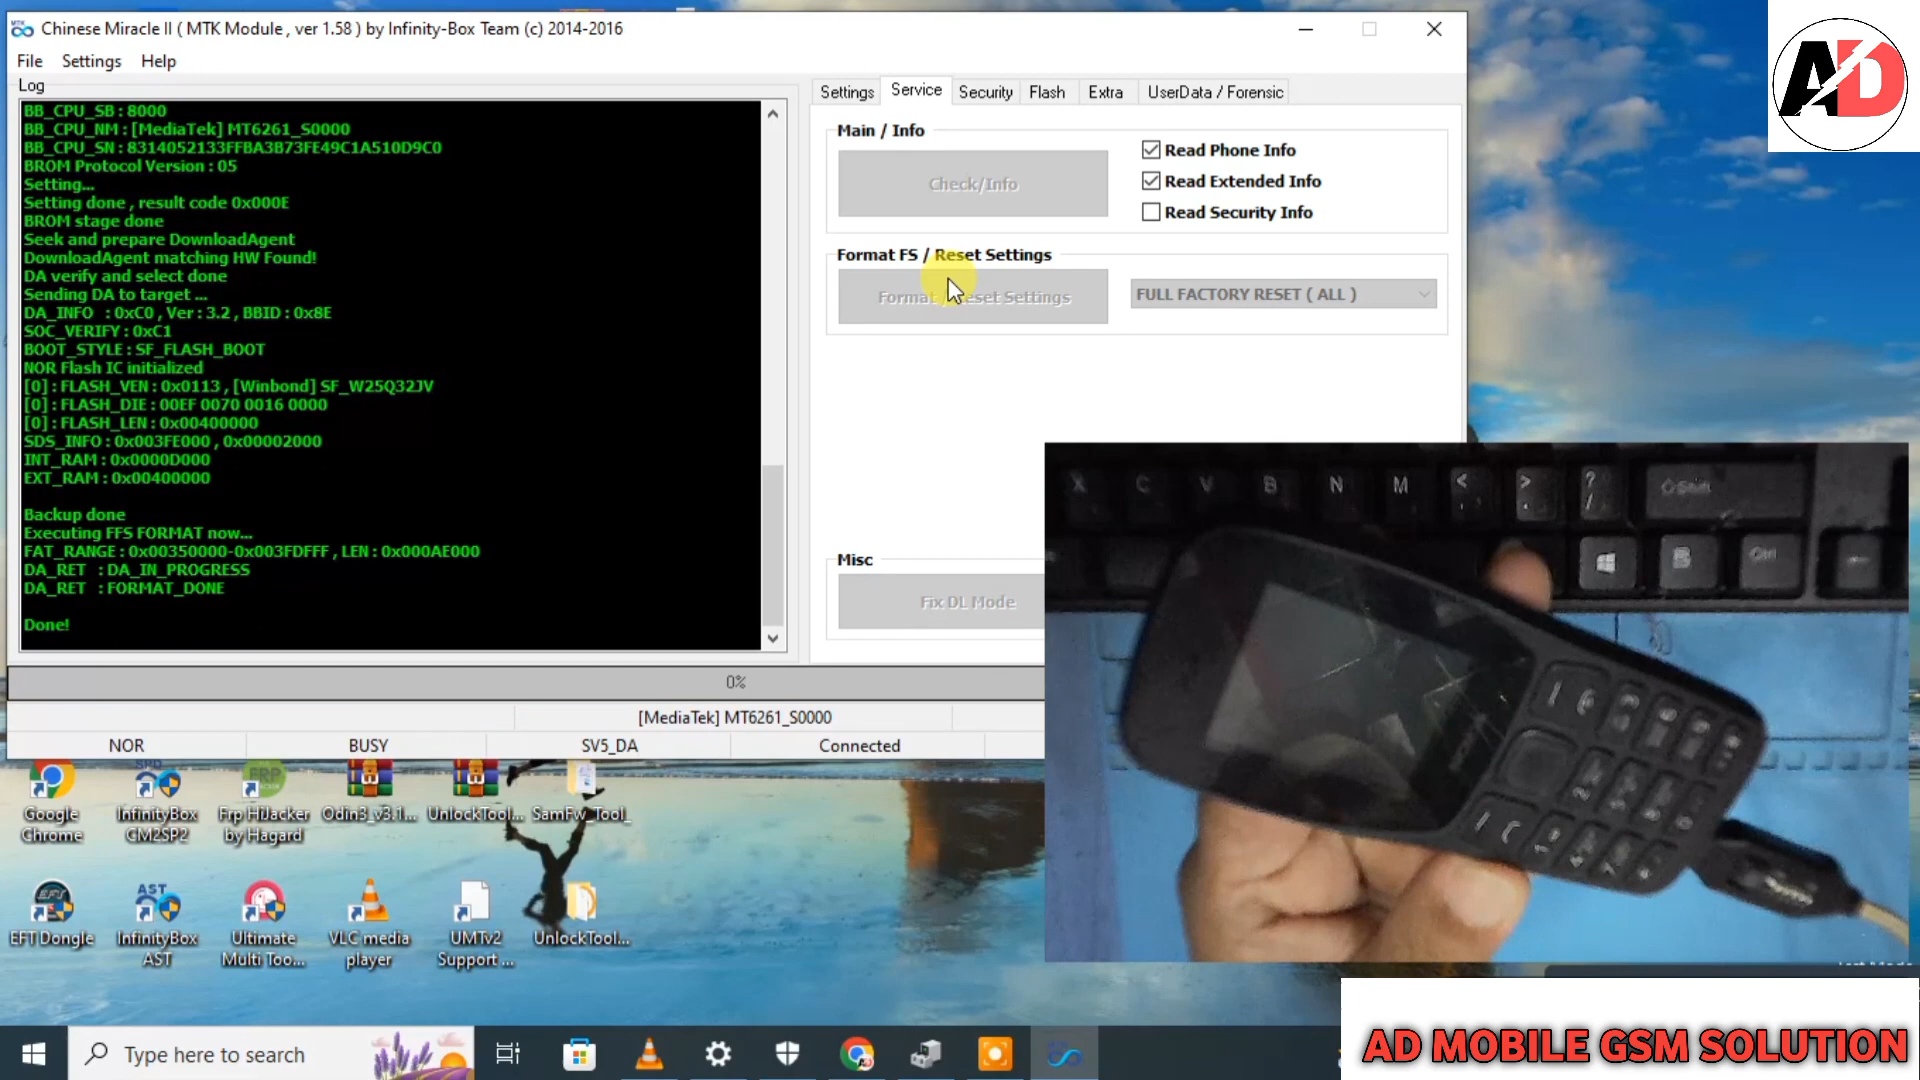 Chinese Miracle II ( MTK Module , ver 1.58 ) by Infinity-Box Team (c) 2014-2016
File Settings Help
Log
BB_CPU_SB : 8000
BB_CPU_NM : [MediaTek] MT6261_S0000
BB_CPU_SN : 8314052133FFBA3B73FE49C1A510D9C0
BROM Protocol Version : 05
Setting...
Setting done , result code 0x000E
BROM stage done
Seek and prepare DownloadAgent
DownloadAgent matching HW Found!
DA verify and select done
Sending DA to target ...
DA_INFO : 0xC0 , Ver : 3.2 , BBID : 0x8E
SOC_VERIFY : 0xC1
BOOT_STYLE : SF_FLASH_BOOT
NOR Flash IC initialized
[0] : FLASH_VEN : 0x0113 , [Winbond] SF_W25Q32JV
[0] : FLASH_DIE : 00EF 0070 0016 0000
[0] : FLASH_LEN : 0x00400000
SDS_INFO : 0x003FE000 , 0x00002000
INT_RAM : 0x0000D000
EXT_RAM : 0x00400000
Backup done
Executing FFS FORMAT now...
FAT_RANGE : 0x00350000-0x003FDFFF , LEN : 0x000AE000
DA_RET : DA_IN_PROGRESS
DA_RET : FORMAT_DONE
Done!
Settings Service Security Flash Extra UserData / Forensic
Main / Info
Check/Info
Read Phone Info
Read Extended Info
Read Security Info
Format FS / Reset Settings
Format / Reset Settings
FULL FACTORY RESET ( ALL )
Misc
Fix DL Mode
0%
[MediaTek] MT6261_S0000
NOR BUSY SV5_DA Connected
Google Chrome
InfinityBox CM2SP2
Frp HiJacker by Hagard
Odin3_v3.1...
UnlockTool...
SamFw_Tool_
EFT Dongle
InfinityBox AST
Ultimate Multi Too...
VLC media player
UMTv2 Support ...
UnlockTool...
Type here to search
X C V B N M < > ? / Shift
Ctrl
AD
AD MOBILE GSM SOLUTION